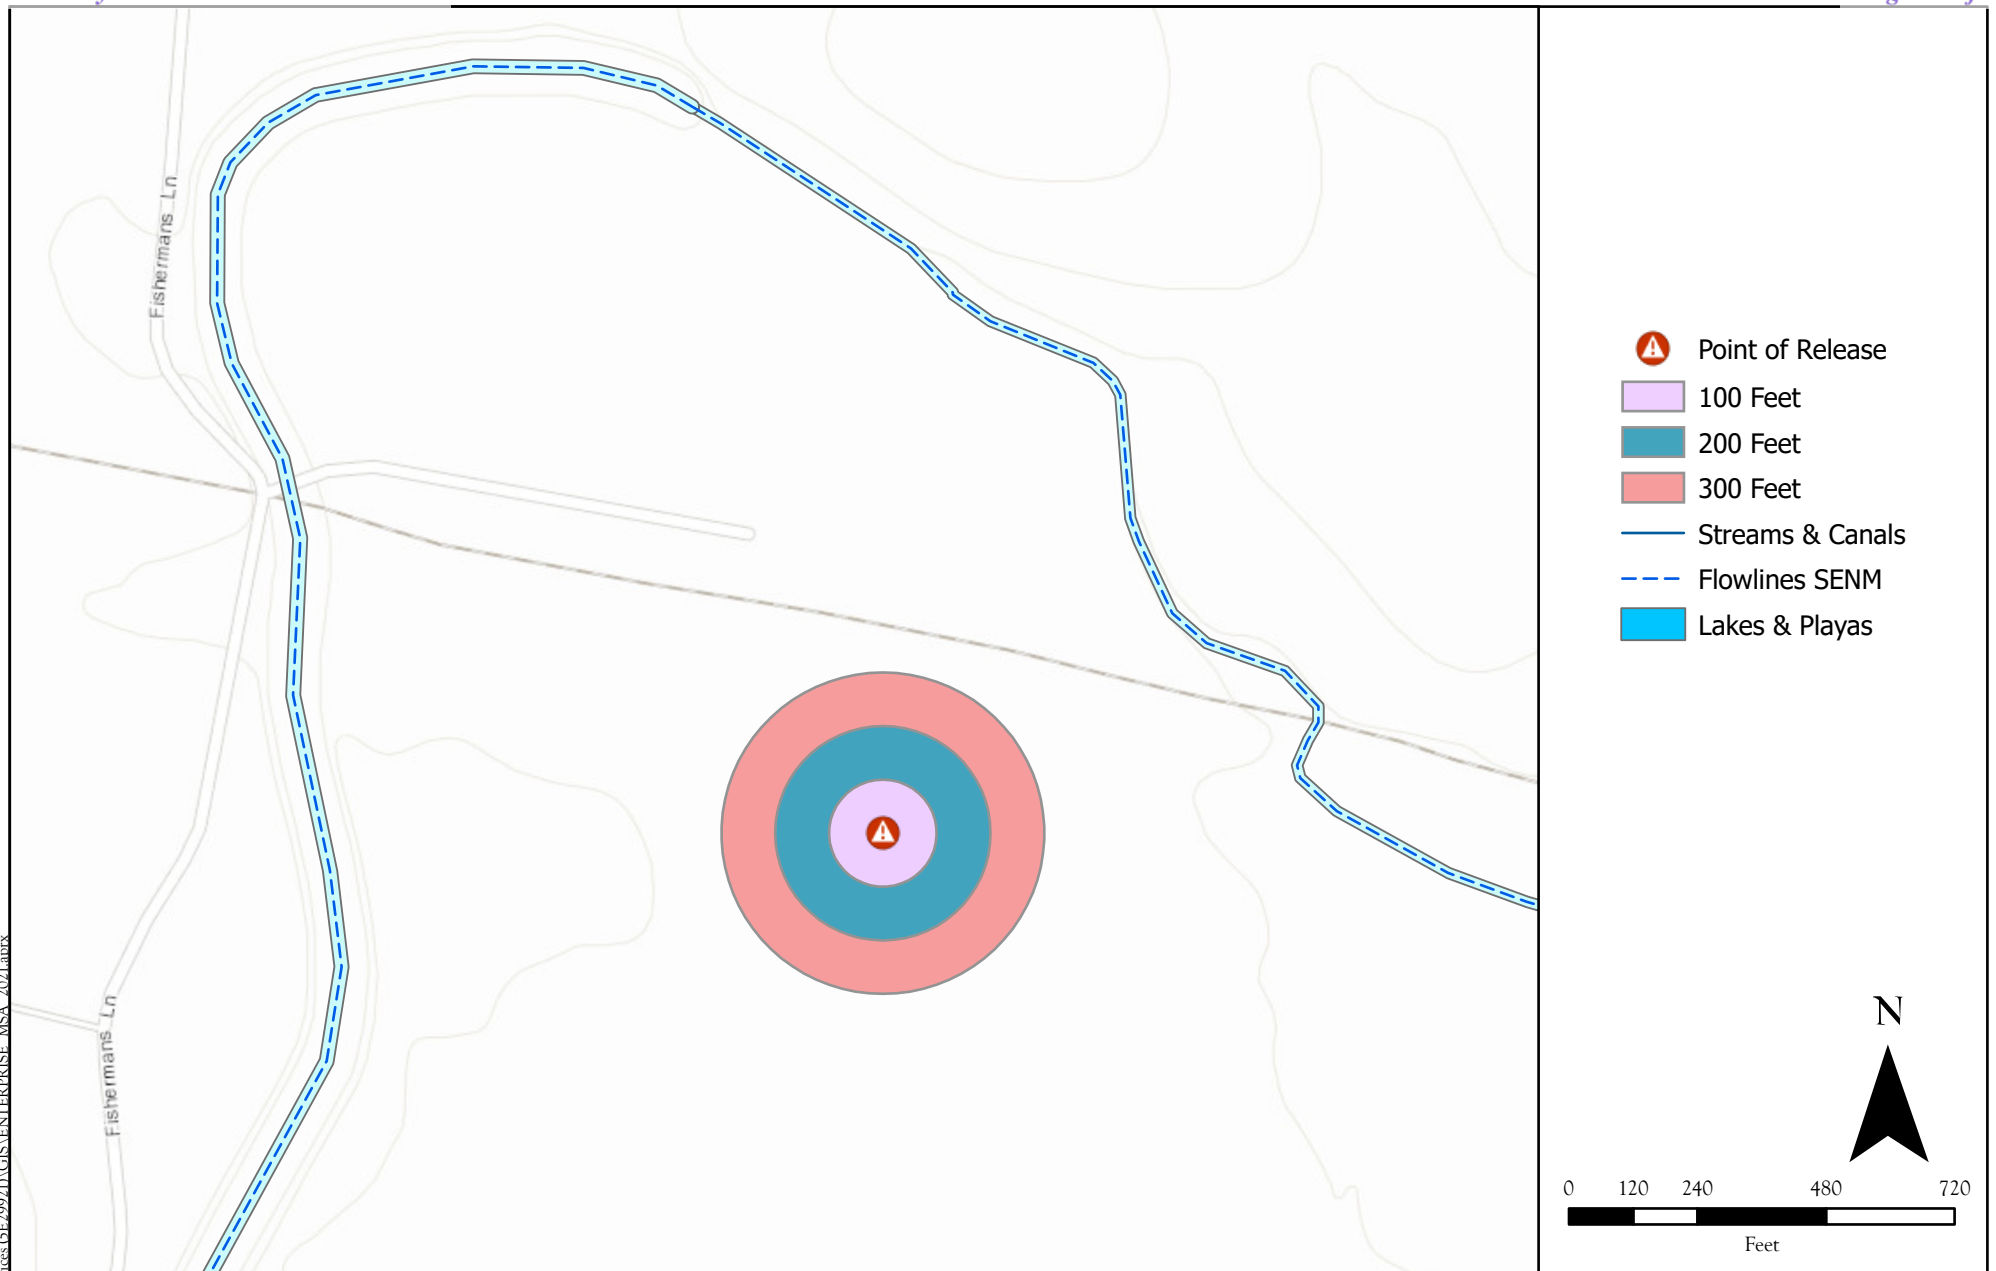 Fishermans Ln
Fishermans Ln
Point of Release
100 Feet
200 Feet
300 Feet
Streams & Canals
Flowlines SENM
Lakes & Playas
N
0 120 240 480 720
Feet